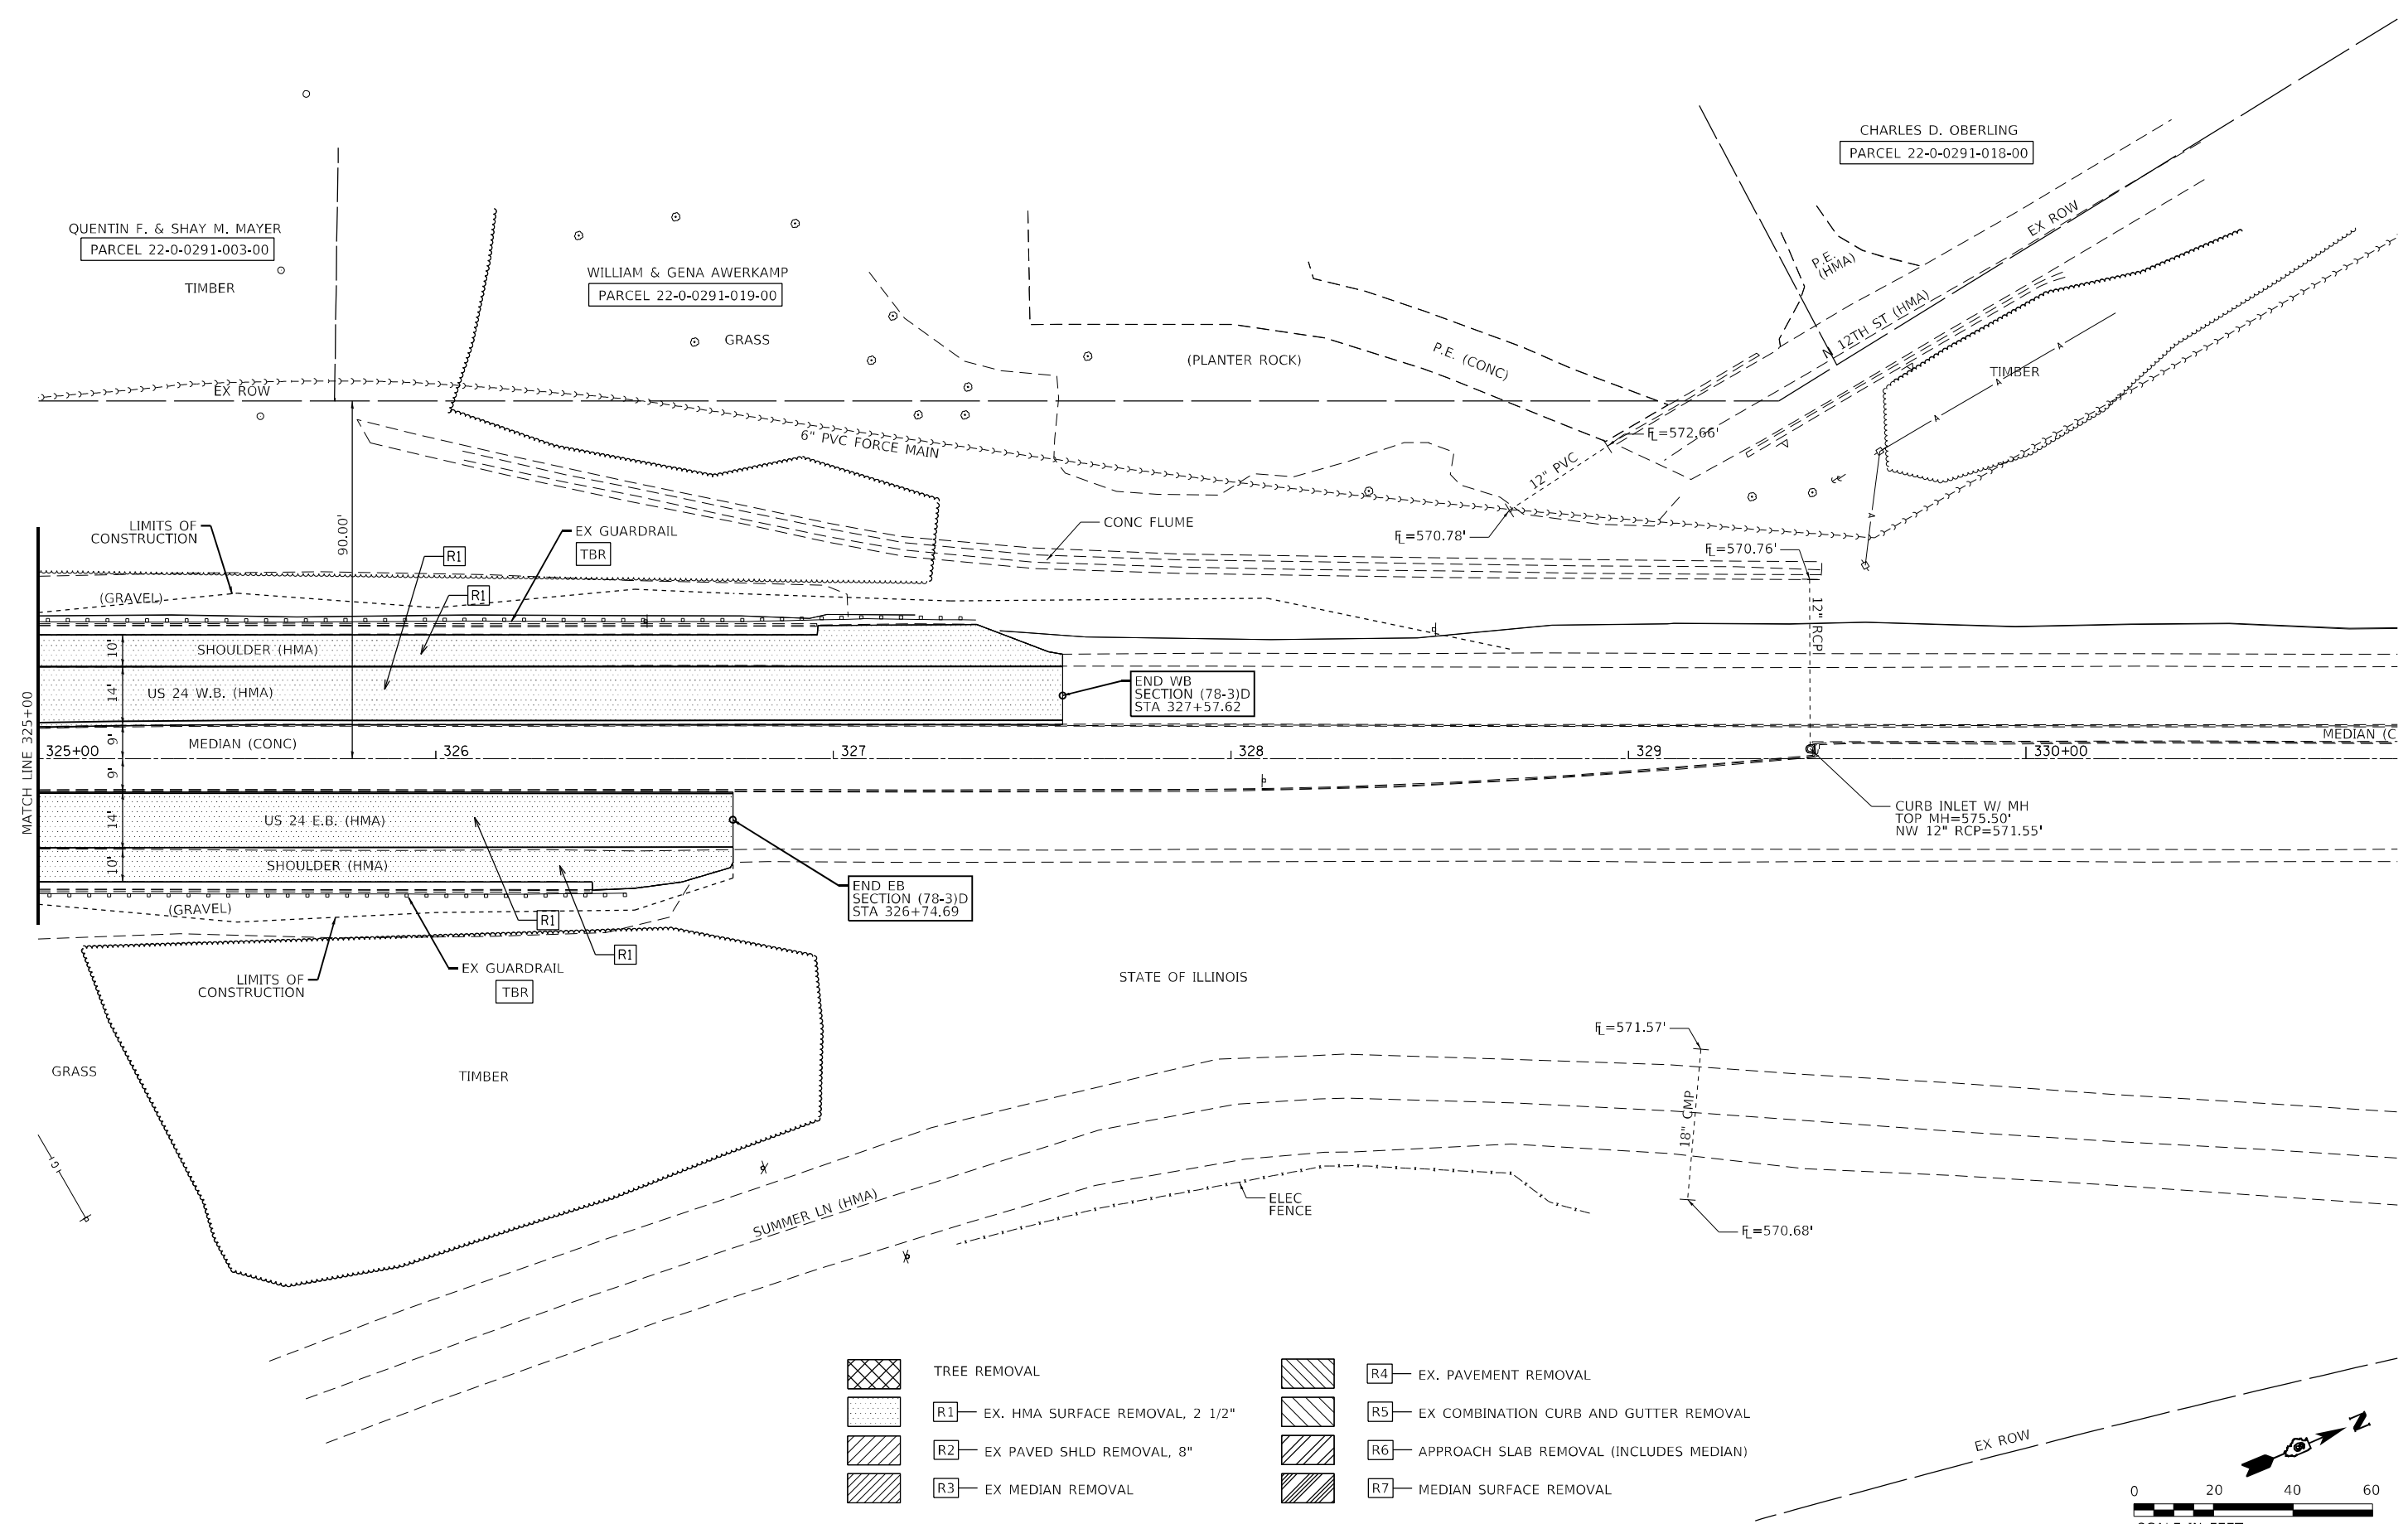 CHARLES D. OBERLING
PARCEL 22-0-0291-018-00
QUENTIN F. & SHAY M. MAYER
PARCEL 22-0-0291-003-00
TIMBER
WILLIAM & GENA AWERKAMP
PARCEL 22-0-0291-019-00
GRASS
EX ROW
P.E.
(HMA)
N 12TH ST (HMA)
(PLANTER ROCK)
P.E. (CONC)
TIMBER
A
A
A
A
EX ROW
6" PVC FORCE MAIN
FL=572.66'
12" PVC
90.00'
LIMITS OF
CONSTRUCTION
EX GUARDRAIL
TBR
CONC FLUME
FL=570.78'
FL=570.76'
R1
R1
(GRAVEL)
12" RCP
10'
SHOULDER (HMA)
14'
US 24 W.B. (HMA)
END WB
SECTION (78-3)D
STA 327+57.62
9'
MEDIAN (CONC)
MEDIAN (C
MATCH LINE 325+00
325+00
326
327
328
329
330+00
9'
14'
US 24 E.B. (HMA)
CURB INLET W/ MH
TOP MH=575.50'
NW 12" RCP=571.55'
10'
SHOULDER (HMA)
END EB
SECTION (78-3)D
STA 326+74.69
(GRAVEL)
R1
R1
LIMITS OF
CONSTRUCTION
EX GUARDRAIL
TBR
STATE OF ILLINOIS
FL=571.57'
GRASS
TIMBER
18" CMP
G
SUMMER LN (HMA)
ELEC
FENCE
FL=570.68'
TREE REMOVAL
R1 EX. HMA SURFACE REMOVAL, 2 1/2"
R2 EX PAVED SHLD REMOVAL, 8"
R3 EX MEDIAN REMOVAL
R4 EX. PAVEMENT REMOVAL
R5 EX COMBINATION CURB AND GUTTER REMOVAL
R6 APPROACH SLAB REMOVAL (INCLUDES MEDIAN)
R7 MEDIAN SURFACE REMOVAL
EX ROW
N
0 20 40 60